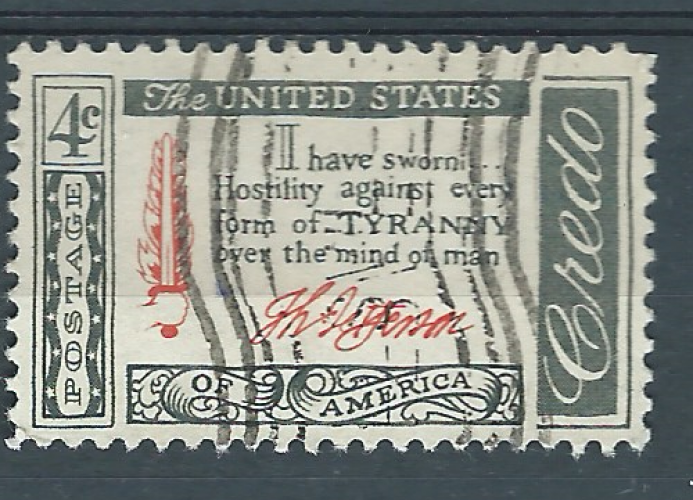 4c
POSTAGE
The UNITED STATES
I have sworn...
Hostility against every
form of TYRANNY
over the mind of man
Th Jefferson
OF AMERICA
Credo